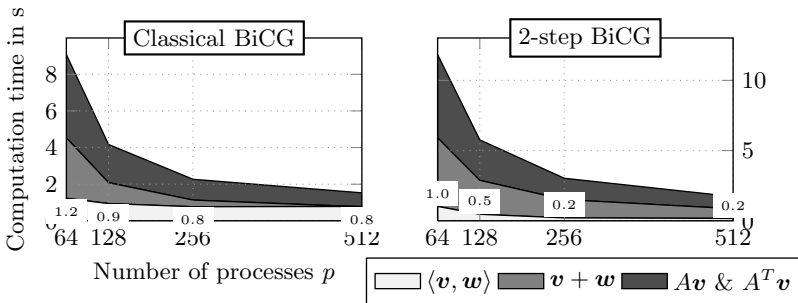 Classical BiCG
2-step BiCG
Computation time in s
8
6
4
2
0
10
5
0
1.2
0.9
0.8
0.8
1.0
0.5
0.2
0.2
64 128 256 512
64 128 256 512
Number of processes p
⟨v, w⟩ v + w Av & Aᵀv